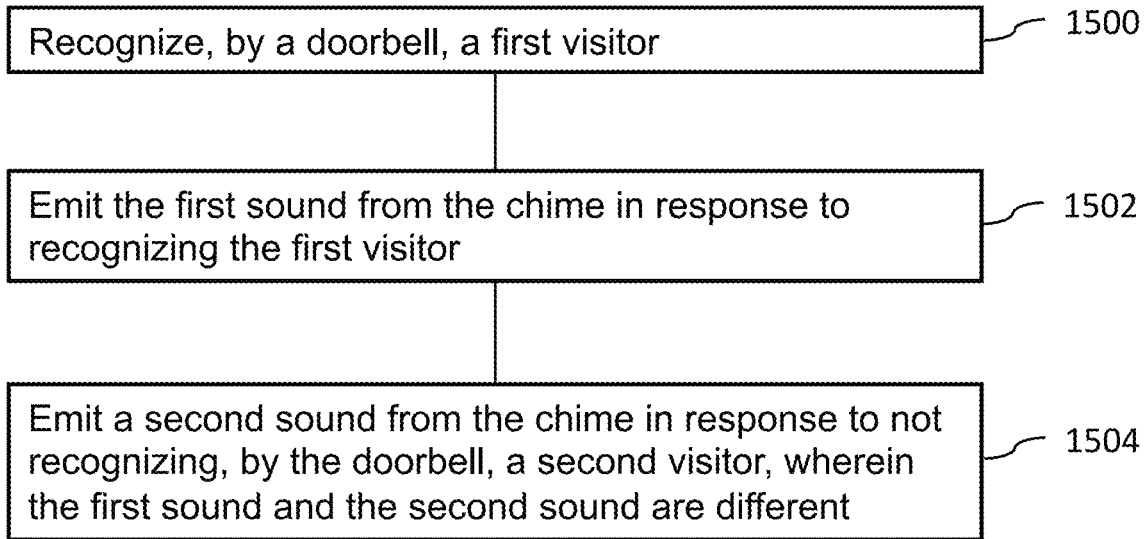 Recognize, by a doorbell, a first visitor
1500
Emit the first sound from the chime in response to
recognizing the first visitor
1502
Emit a second sound from the chime in response to not
recognizing, by the doorbell, a second visitor, wherein
the first sound and the second sound are different
1504